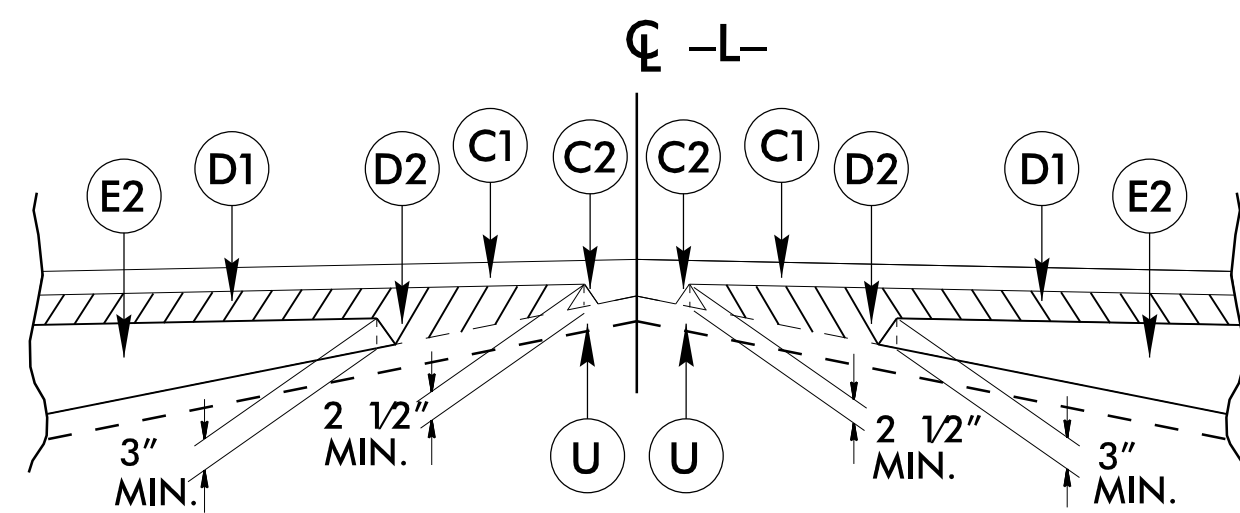 ℄ –L–
E2 D1 D2 C1 C2 C2 C1 D2 D1 E2
2 1/2"
MIN.
3"
MIN.
U U
2 1/2"
MIN.
3"
MIN.